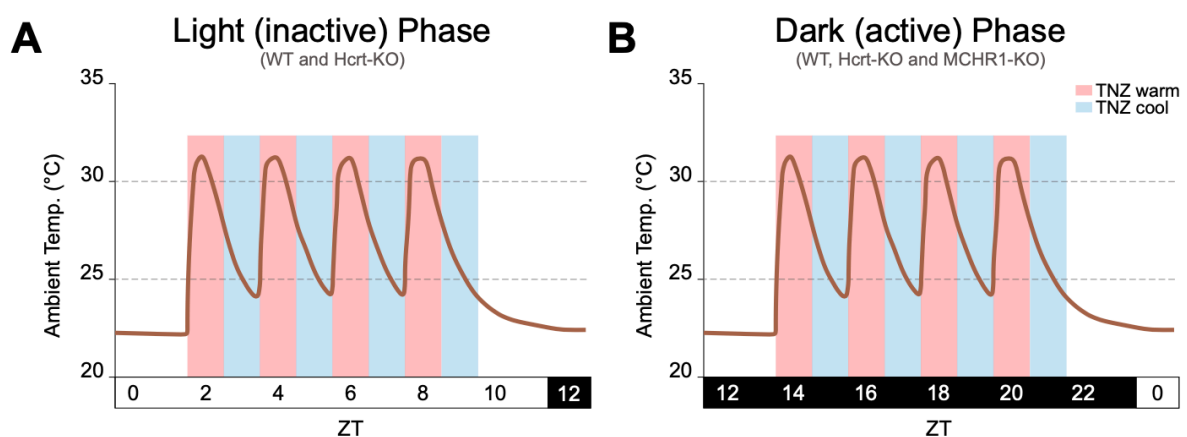 A
Light (inactive) Phase
(WT and Hcrt-KO)
35
30
25
20
Ambient Temp. (°C)
0 2 4 6 8 10 12
ZT
B
Dark (active) Phase
(WT, Hcrt-KO and MCHR1-KO)
TNZ warm
TNZ cool
35
30
25
20
Ambient Temp. (°C)
12 14 16 18 20 22 0
ZT